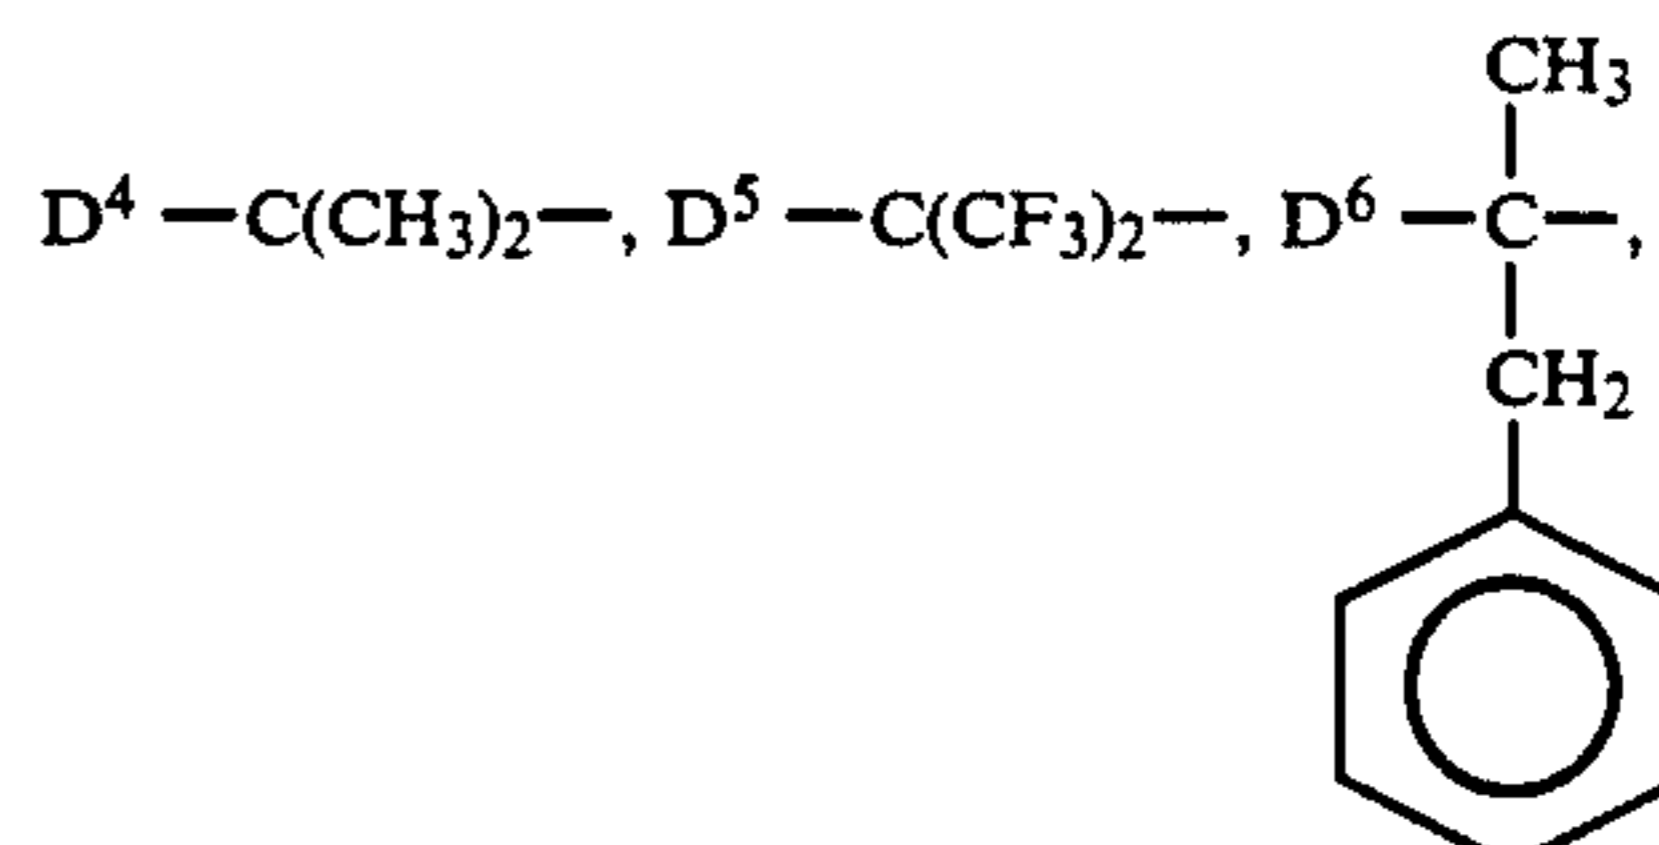 CH₃
D⁴ —C(CH₃)₂—, D⁵ —C(CF₃)₂—, D⁶ —C—,
CH₂